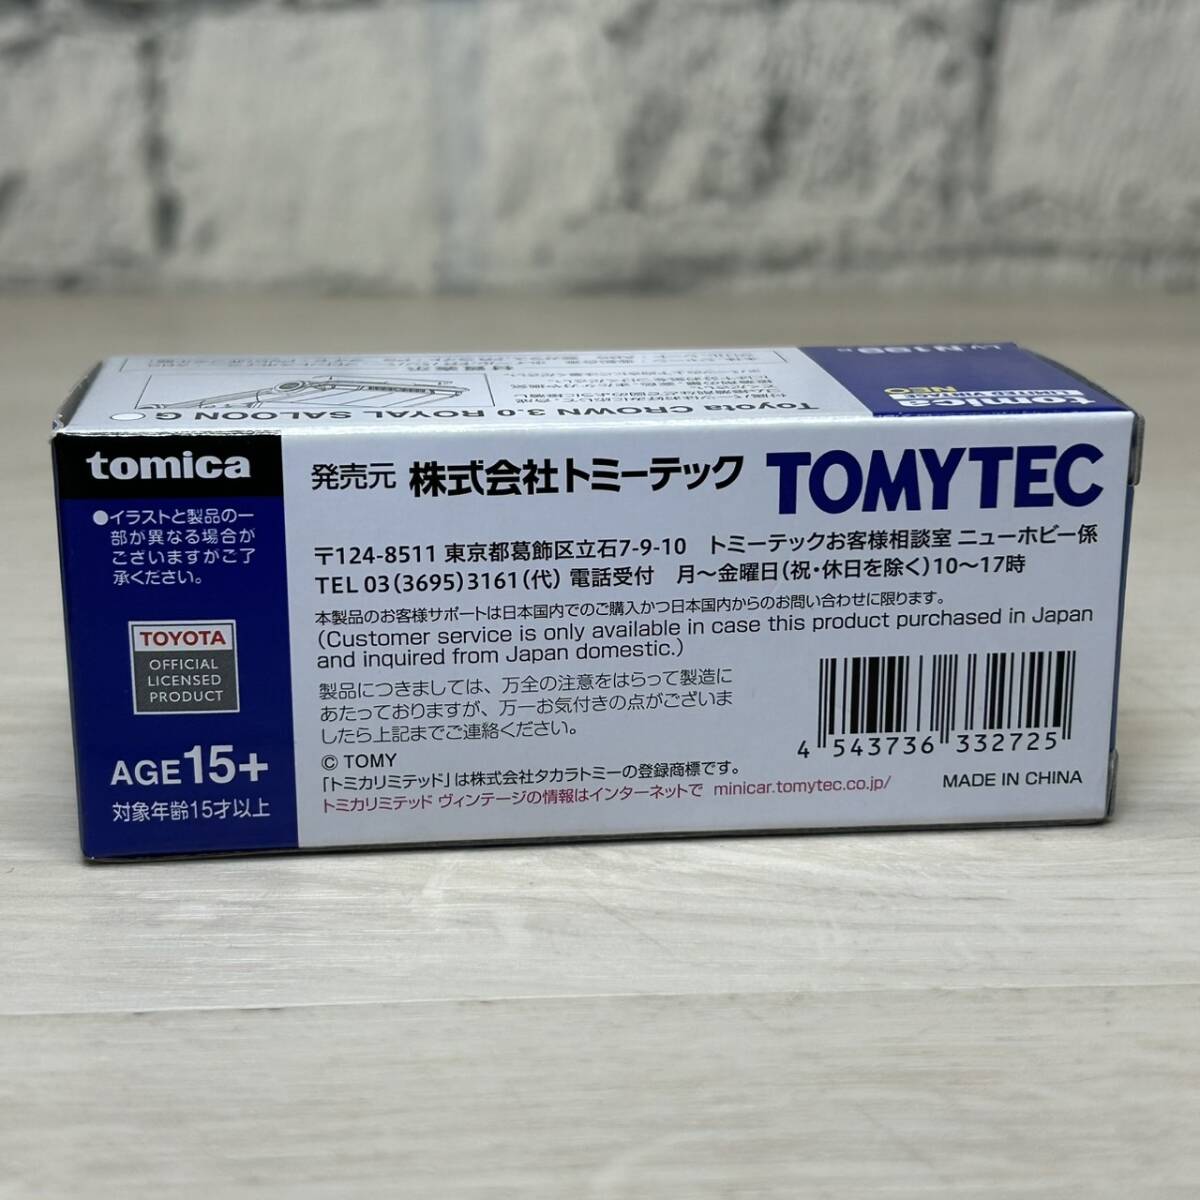 tomica
LIMITED VINTAGE
NEO
LV-N199
Toyota CROWN 3.0 ROYAL SALOON G
材質表示
tomica
●イラストと製品の一
部が異なる場合が
ございますがご了
承ください。
TOYOTA
OFFICIAL
LICENSED
PRODUCT
AGE 15+
対象年齢15才以上
発売元 株式会社トミーテック TOMYTEC
〒124-8511 東京都葛飾区立石7-9-10 トミーテックお客様相談室 ニューホビー係
TEL 03(3695)3161(代) 電話受付 月〜金曜日(祝・休日を除く)10〜17時
本製品のお客様サポートは日本国内でのご購入かつ日本国内からのお問い合わせに限ります。
(Customer service is only available in case this product purchased in Japan
and inquired from Japan domestic.)
製品につきましては、万全の注意をはらって製造に
あたっておりますが、万一お気付きの点がございま
したら上記までご連絡ください。
© TOMY
「トミカリミテッド」は株式会社タカラトミーの登録商標です。
トミカリミテッド ヴィンテージの情報はインターネットで minicar.tomytec.co.jp/
4 543736 332725
MADE IN CHINA